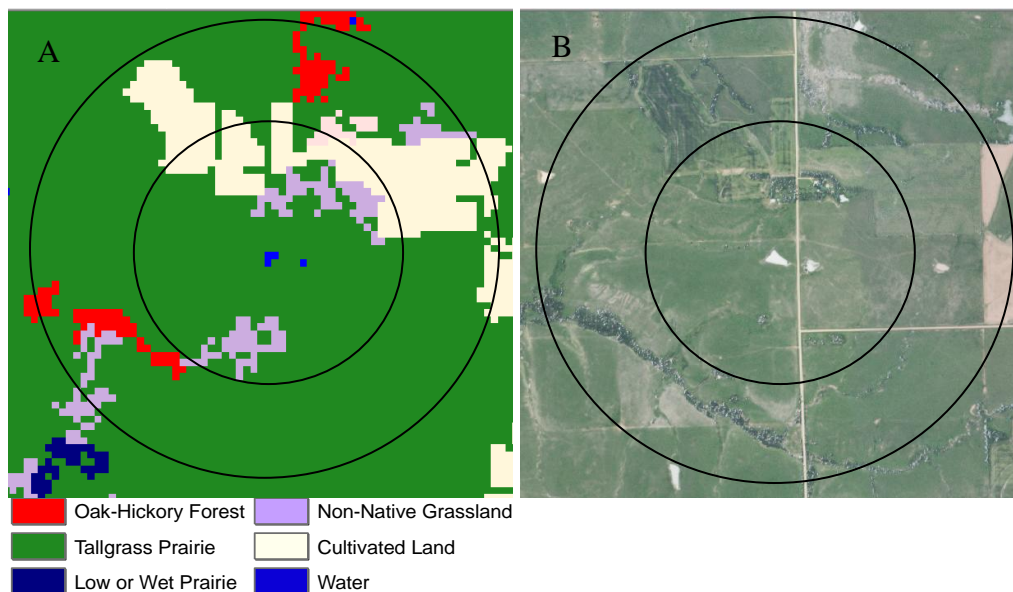 A B
Oak-Hickory Forest Non-Native Grassland
Tallgrass Prairie Cultivated Land
Low or Wet Prairie Water